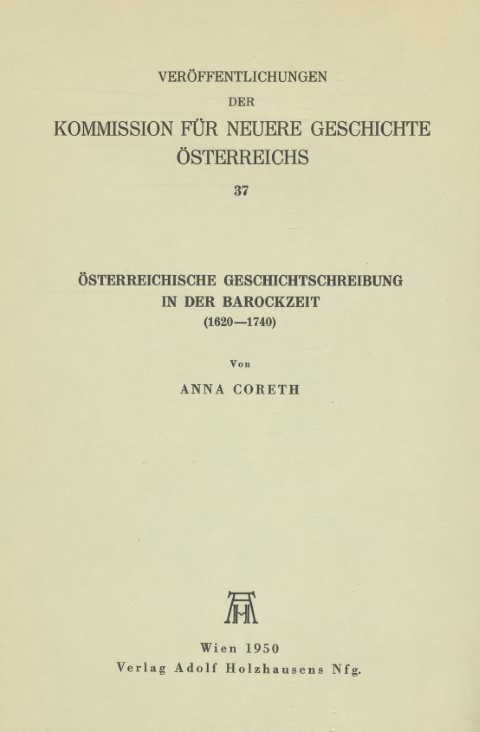 VERÖFFENTLICHUNGEN
DER
KOMMISSION FÜR NEUERE GESCHICHTE
ÖSTERREICHS
37
ÖSTERREICHISCHE GESCHICHTSCHREIBUNG
IN DER BAROCKZEIT
(1620—1740)
Von
ANNA CORETH
AH
Wien 1950
Verlag Adolf Holzhausens Nfg.